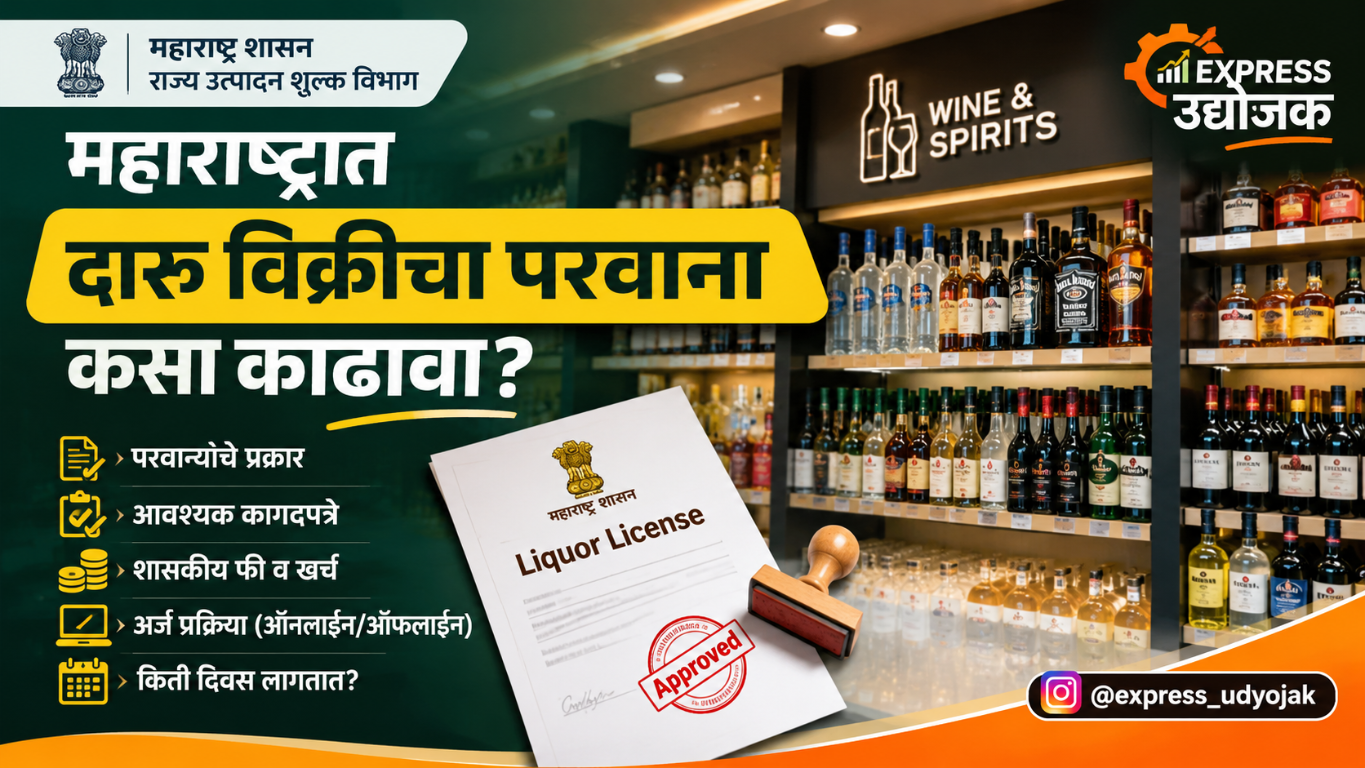 महाराष्ट्र शासन
राज्य उत्पादन शुल्क विभाग
EXPRESS
उद्योजक
WINE &
SPIRITS
महाराष्ट्रात
दारू विक्रीचा परवाना
कसा काढावा?
परवान्योचे प्रकार
आवश्यक कागदपत्रे
शासकीय फी व खर्च
अर्ज प्रक्रिया (ऑनलाईन/ऑफलाईन)
किती दिवस लागतात?
महाराष्ट्र शासन
Liquor License
Approved
@express_udyojak